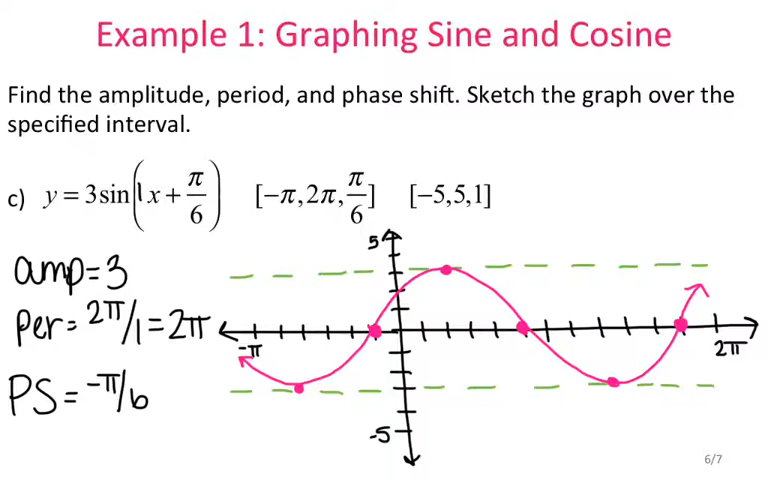 Example 1: Graphing Sine and Cosine
Find the amplitude, period, and phase shift. Sketch the graph over the
specified interval.
c) y = 3sin(1x + π/6) [−π,2π,π/6] [−5,5,1]
5
amp=3
per= 2π/1 = 2π
-π
2π
PS= -π/6
-5
6/7